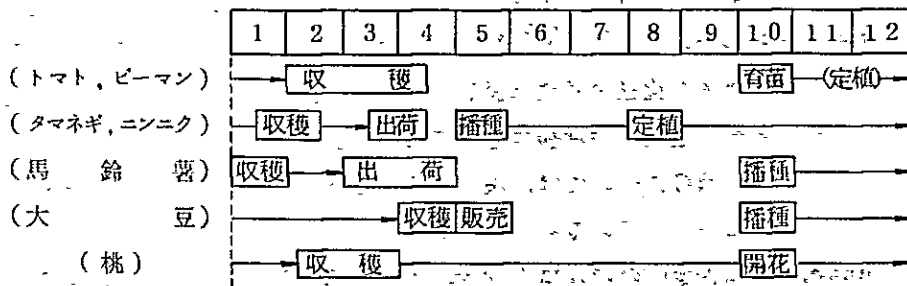 1 2 3 4 5 6 7 8 9 10 11 12
(トマト,ピーマン) 収穫 育苗 (定植)
(タマネギ,ニンニク) 収穫 出荷 播種 定植
(馬鈴薯) 収穫 出荷 播種
(大豆) 収穫 販売 播種
(桃) 収穫 開花